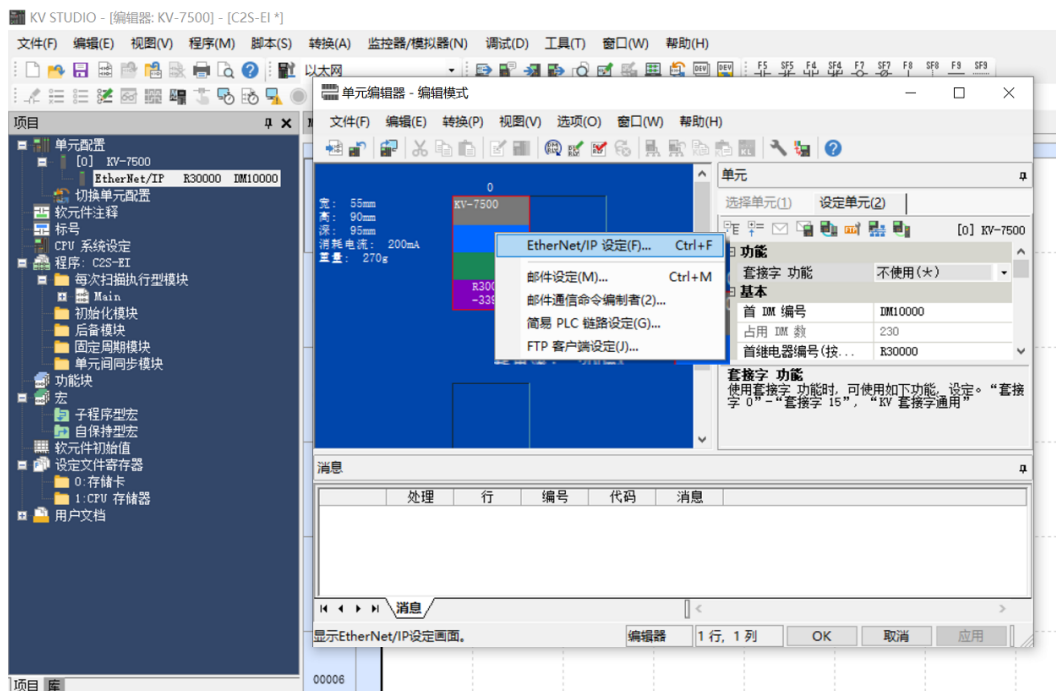 KV STUDIO - [编辑器: KV-7500] - [C2S-EI *]
文件(F) 编辑(E) 视图(V) 程序(M) 脚本(S) 转换(A) 监控器/模拟器(N) 调试(D) 工具(T) 窗口(W) 帮助(H)
以太网
F5 SF5 F4 SF4 F7 SF7 F8 SF8 F9 SF9
项目
单元配置
[0] KV-7500
EtherNet/IP R30000 DM10000
切换单元配置
软元件注释
标号
CPU 系统设定
程序: C2S-EI
每次扫描执行型模块
Main
初始化模块
后备模块
固定周期模块
单元间同步模块
功能块
宏
子程序型宏
自保持型宏
软元件初始值
设定文件寄存器
0:存储卡
1:CPU 存储器
用户文档
项目 库
单元编辑器 - 编辑模式
文件(F) 编辑(E) 转换(P) 视图(V) 选项(O) 窗口(W) 帮助(H)
0
宽: 55mm
高: 90mm
深: 95mm
消耗电流: 200mA
重量: 270g
KV-7500
R300
-339
EtherNet/IP 设定(F)... Ctrl+F
邮件设定(M)... Ctrl+M
邮件通信命令编制者(2)...
简易 PLC 链路设定(G)...
FTP 客户端设定(J)...
单元
选择单元(1) 设定单元(2)
[0] KV-7500
功能
套接字 功能 不使用(*)
基本
首 DM 编号 DM10000
占用 DM 数 230
首继电器编号(按... R30000
套接字 功能
使用套接字 功能时, 可使用如下功能, 设定。“套接
字 0”-“套接字 15”, “KV 套接字通用”
消息
处理 行 编号 代码 消息
消息
显示EtherNet/IP设定画面。 编辑器 1 行, 1 列 OK 取消 应用
00006